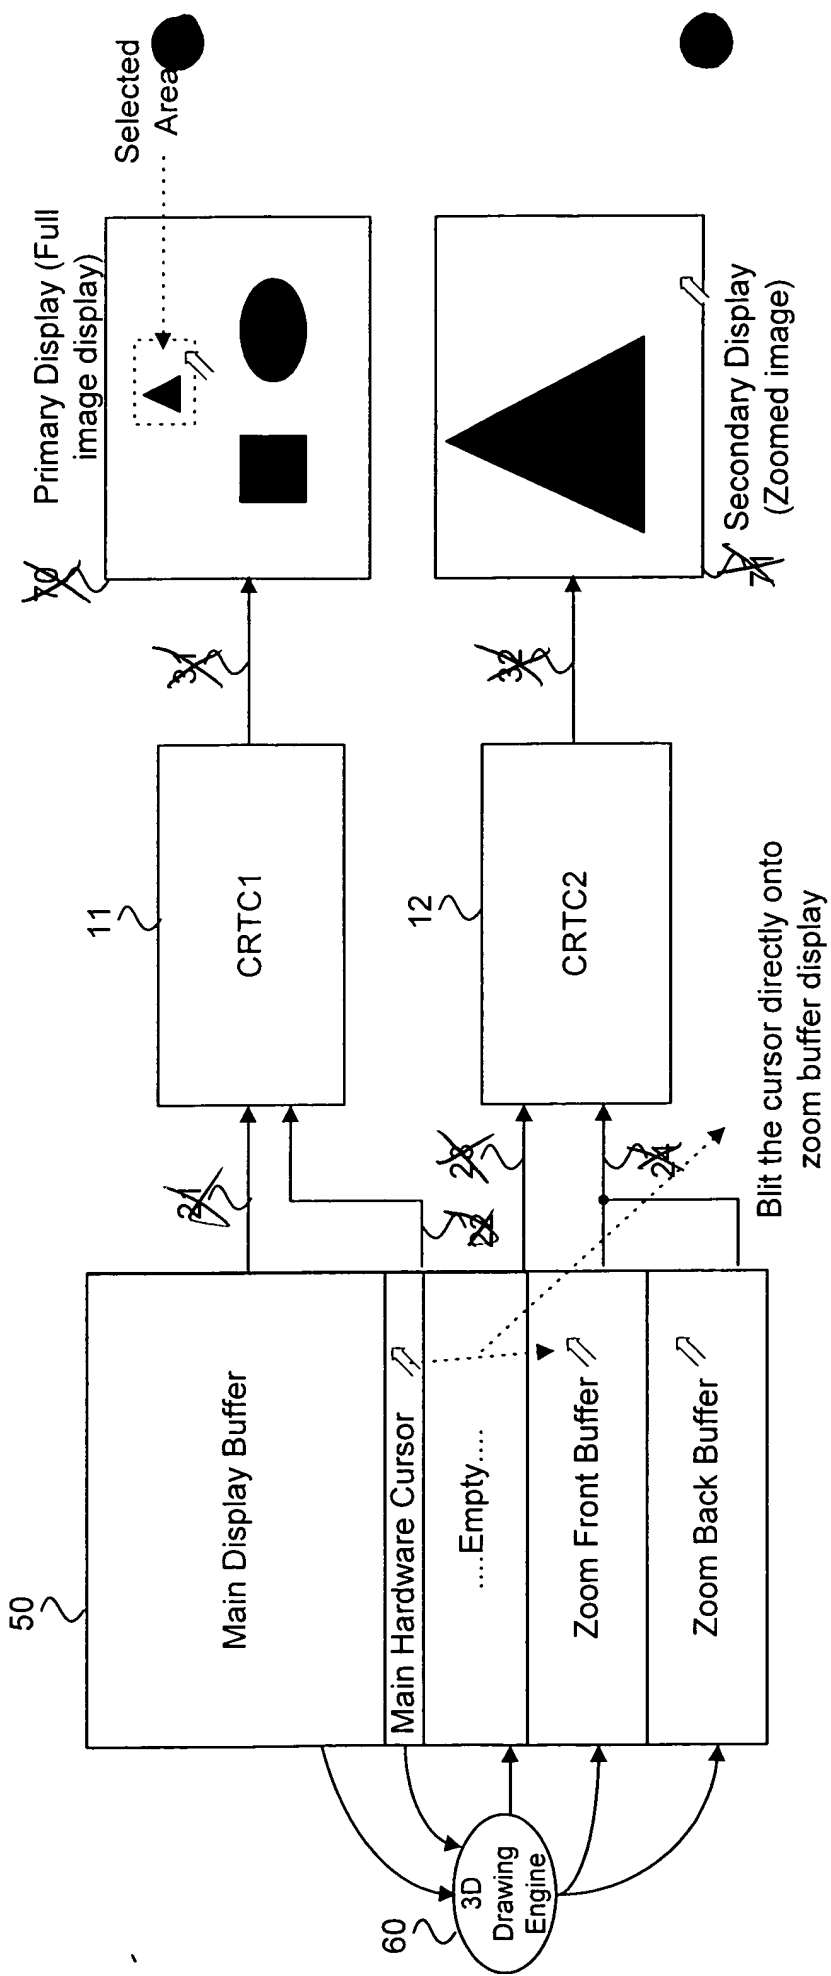 Primary Display (Full
image display)
Selected
Area
70
31
11
CRTC1
21
22
50
Main Display Buffer
Main Hardware Cursor
.....Empty.....
Zoom Front Buffer
Zoom Back Buffer
60
3D
Drawing
Engine
Secondary Display
(Zoomed image)
71
32
12
CRTC2
23
24
Blit the cursor directly onto
zoom buffer display